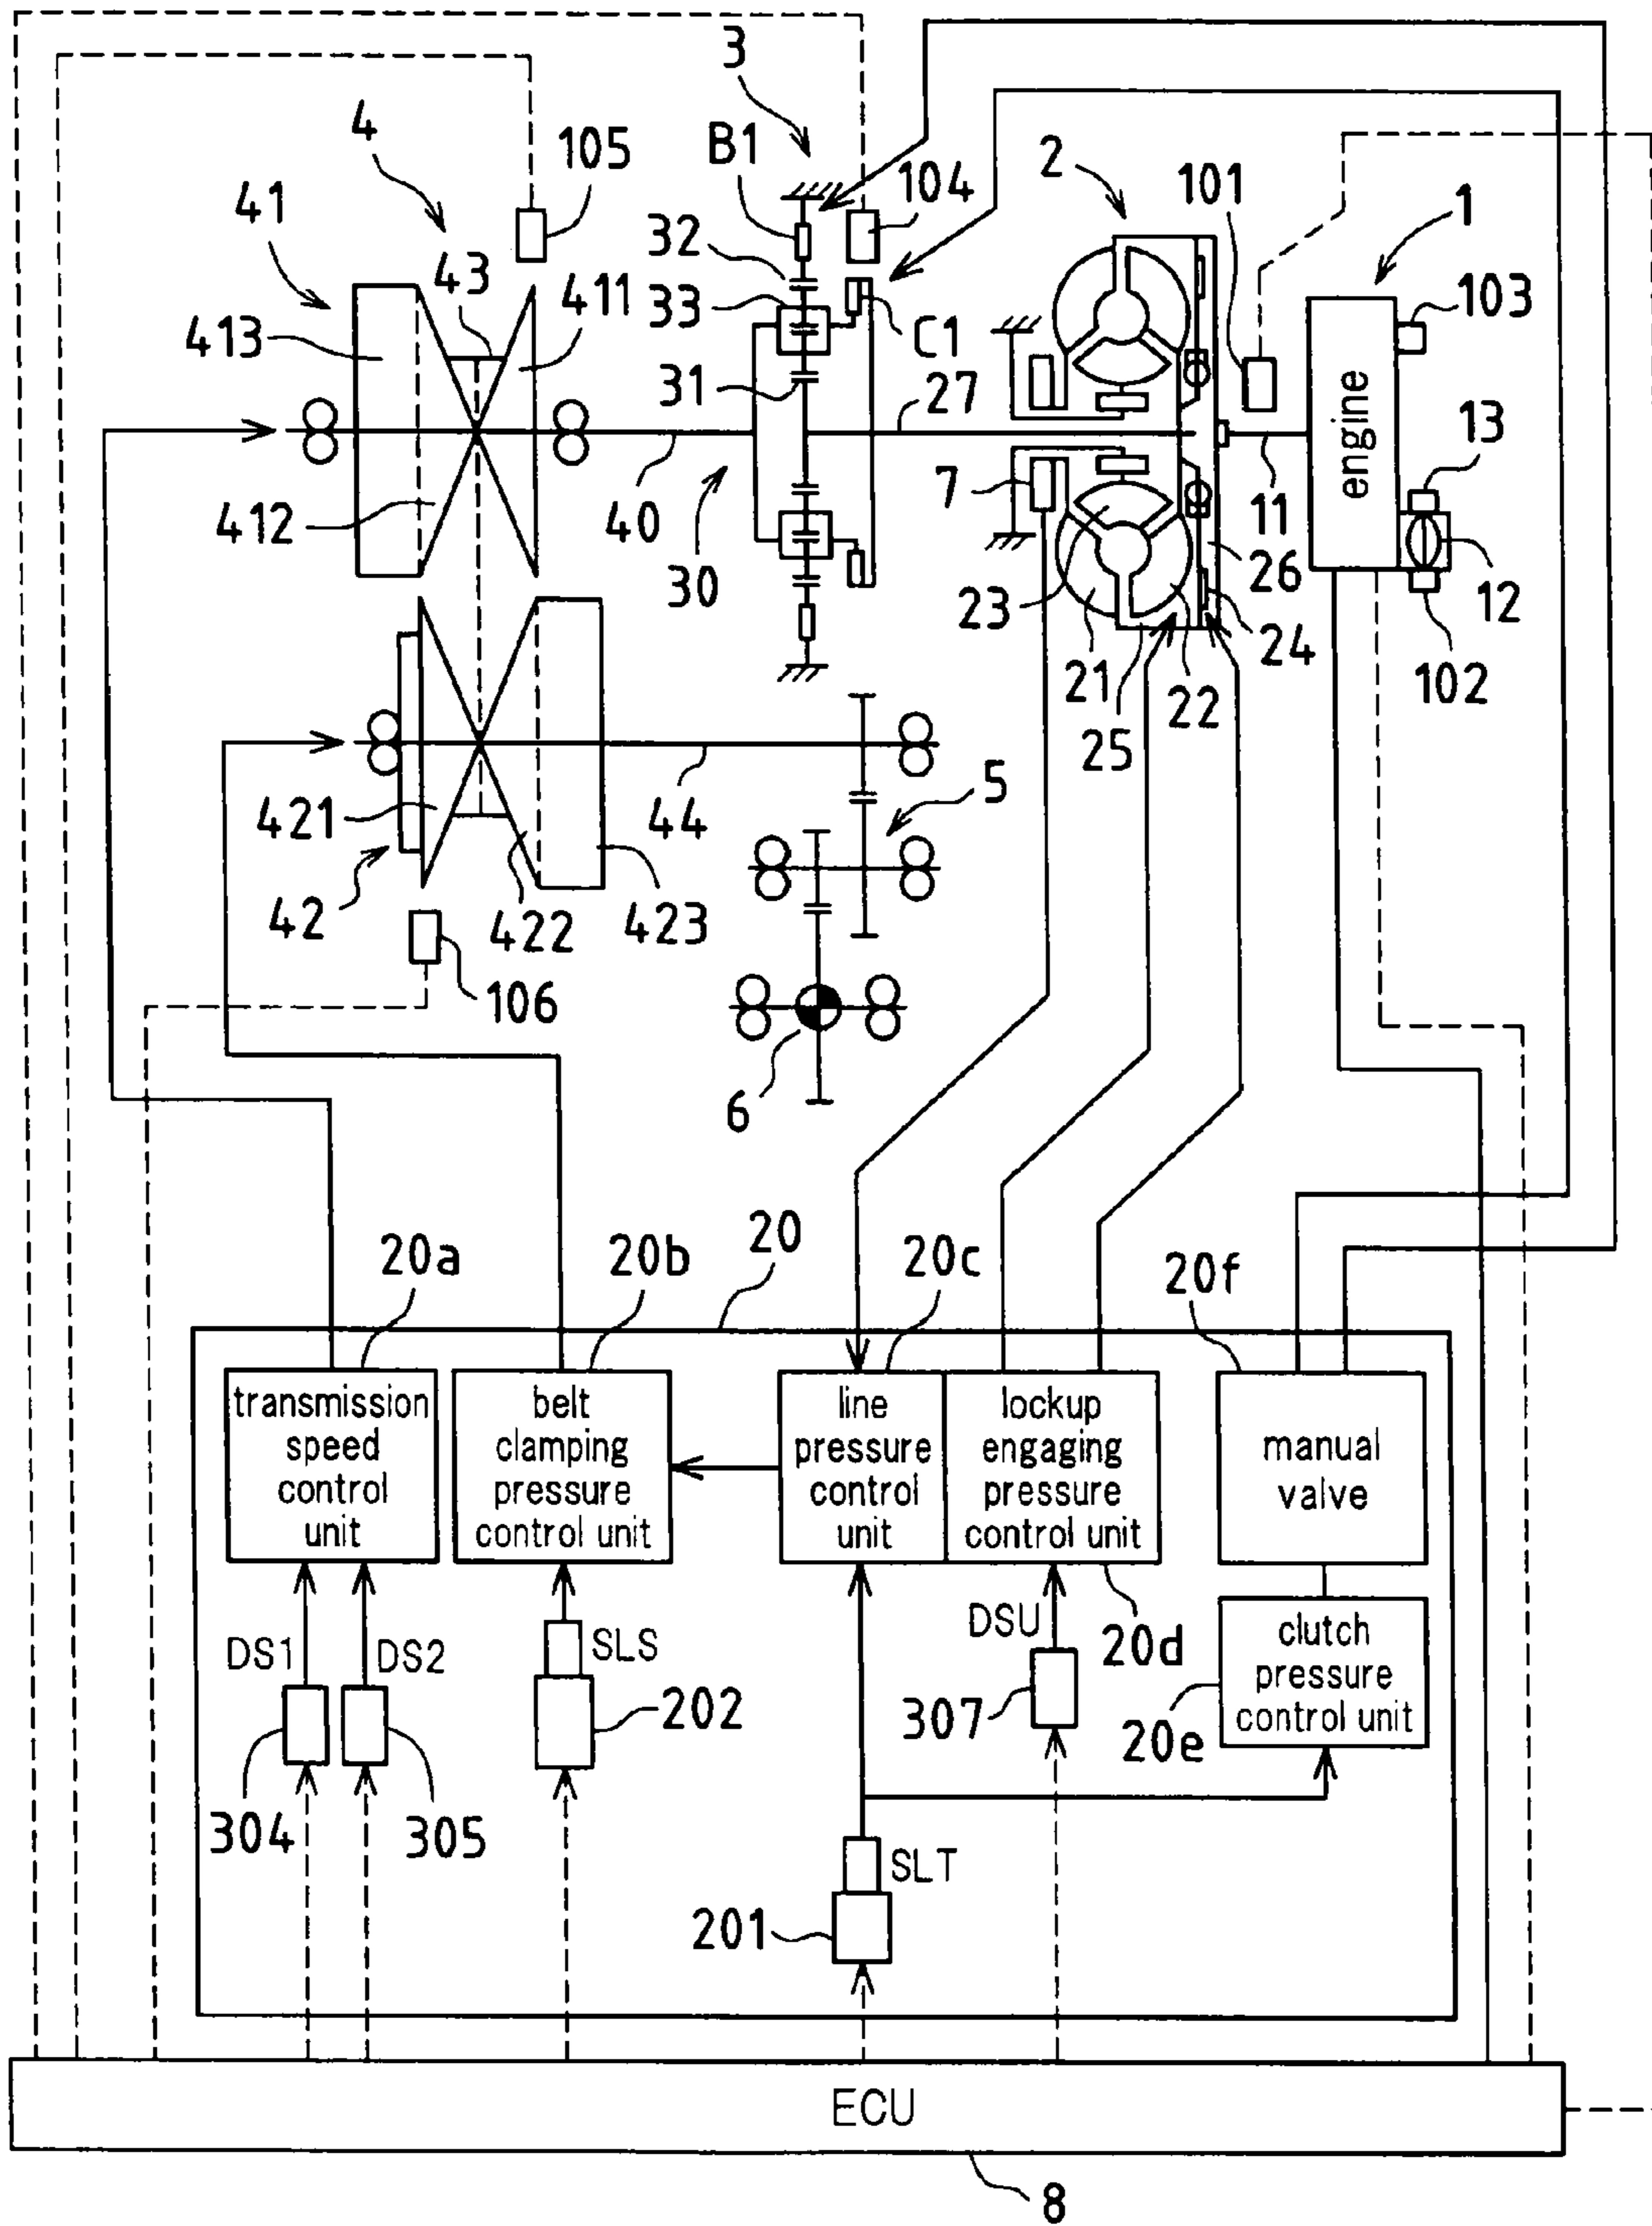 3
4
B1
105
104
2
101
1
41
32
43
411
33
103
413
C1
31
27
engine
13
7
412
40
11
30
26
12
23
24
21
102
22
25
5
421
44
42
422
423
106
6
20
20a
20b
20c
20f
transmission
speed
control
unit
belt
clamping
pressure
control unit
line
pressure
control
unit
lockup
engaging
pressure
control unit
manual
valve
DS1
DS2
SLS
DSU
20d
clutch
pressure
control unit
202
307
20e
304
305
SLT
201
ECU
8